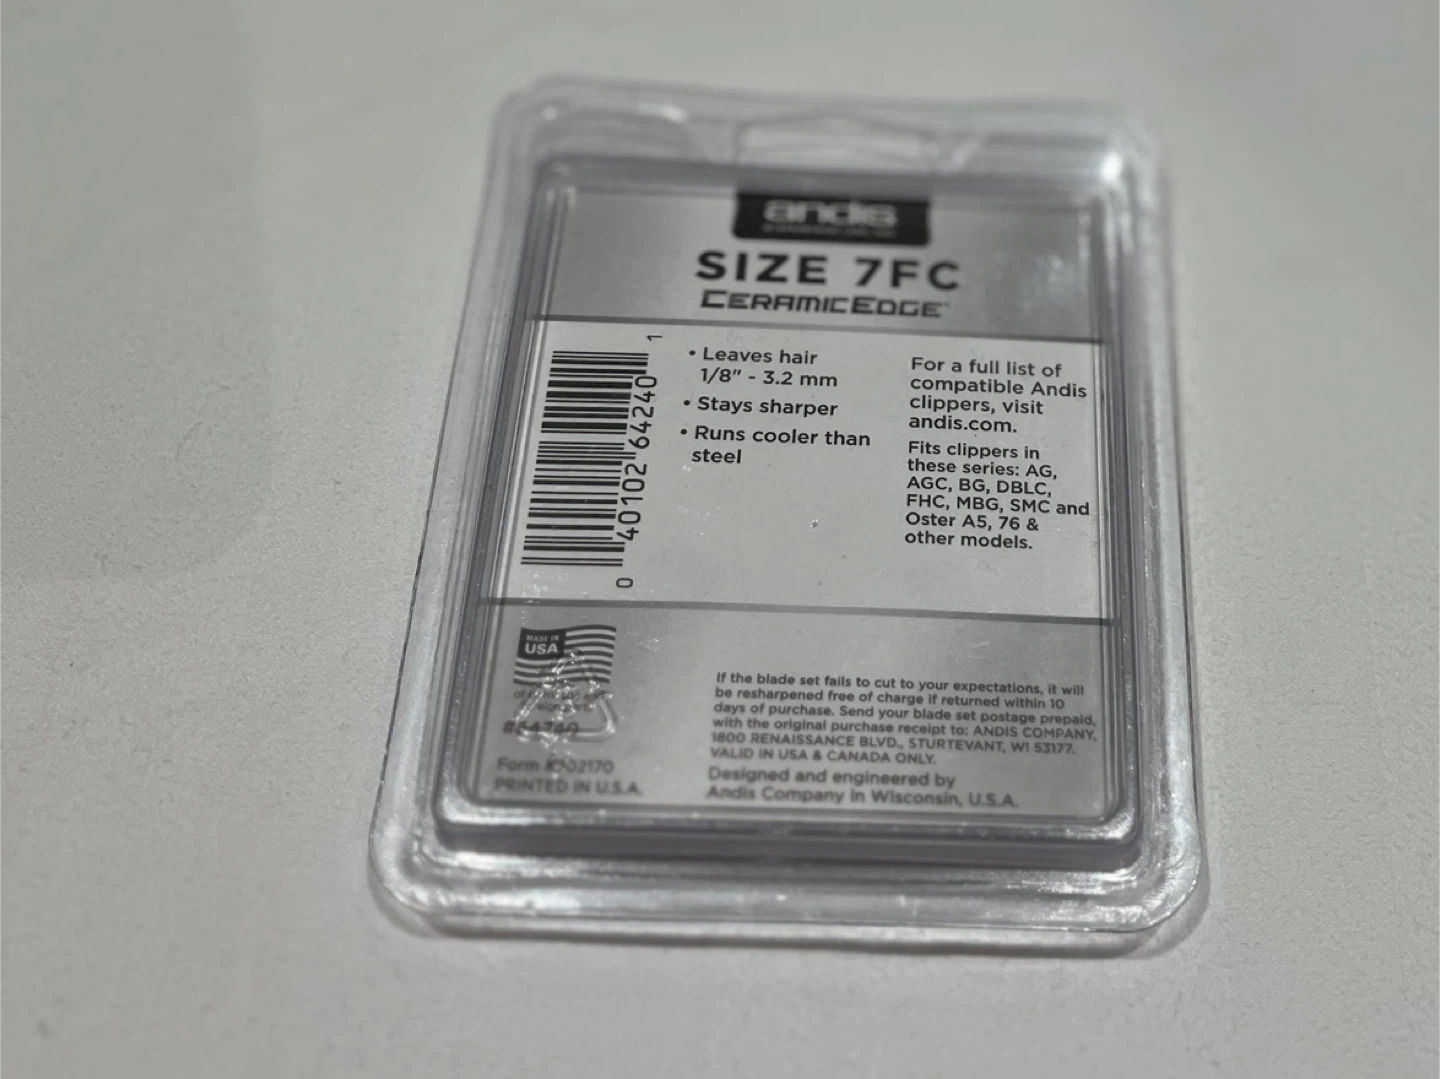 andis
SIZE 7FC
CERAMICEDGE
1
40102 64240
0
• Leaves hair
1/8" - 3.2 mm
• Stays sharper
• Runs cooler than
steel
For a full list of
compatible Andis
clippers, visit
andis.com.
Fits clippers in
these series: AG,
AGC, BG, DBLC,
FHC, MBG, SMC and
Oster A5, 76 &
other models.
MADE IN
USA
#64240
Form
PRINTED IN U.S.A.
If the blade set fails to cut to your expectations, it will
be resharpened free of charge if returned within 10
days of purchase. Send your blade set postage prepaid,
with the original purchase receipt to: ANDIS COMPANY,
1800 RENAISSANCE BLVD., STURTEVANT, WI 53177.
VALID IN USA & CANADA ONLY.
Designed and engineered by
Andis Company in Wisconsin, U.S.A.